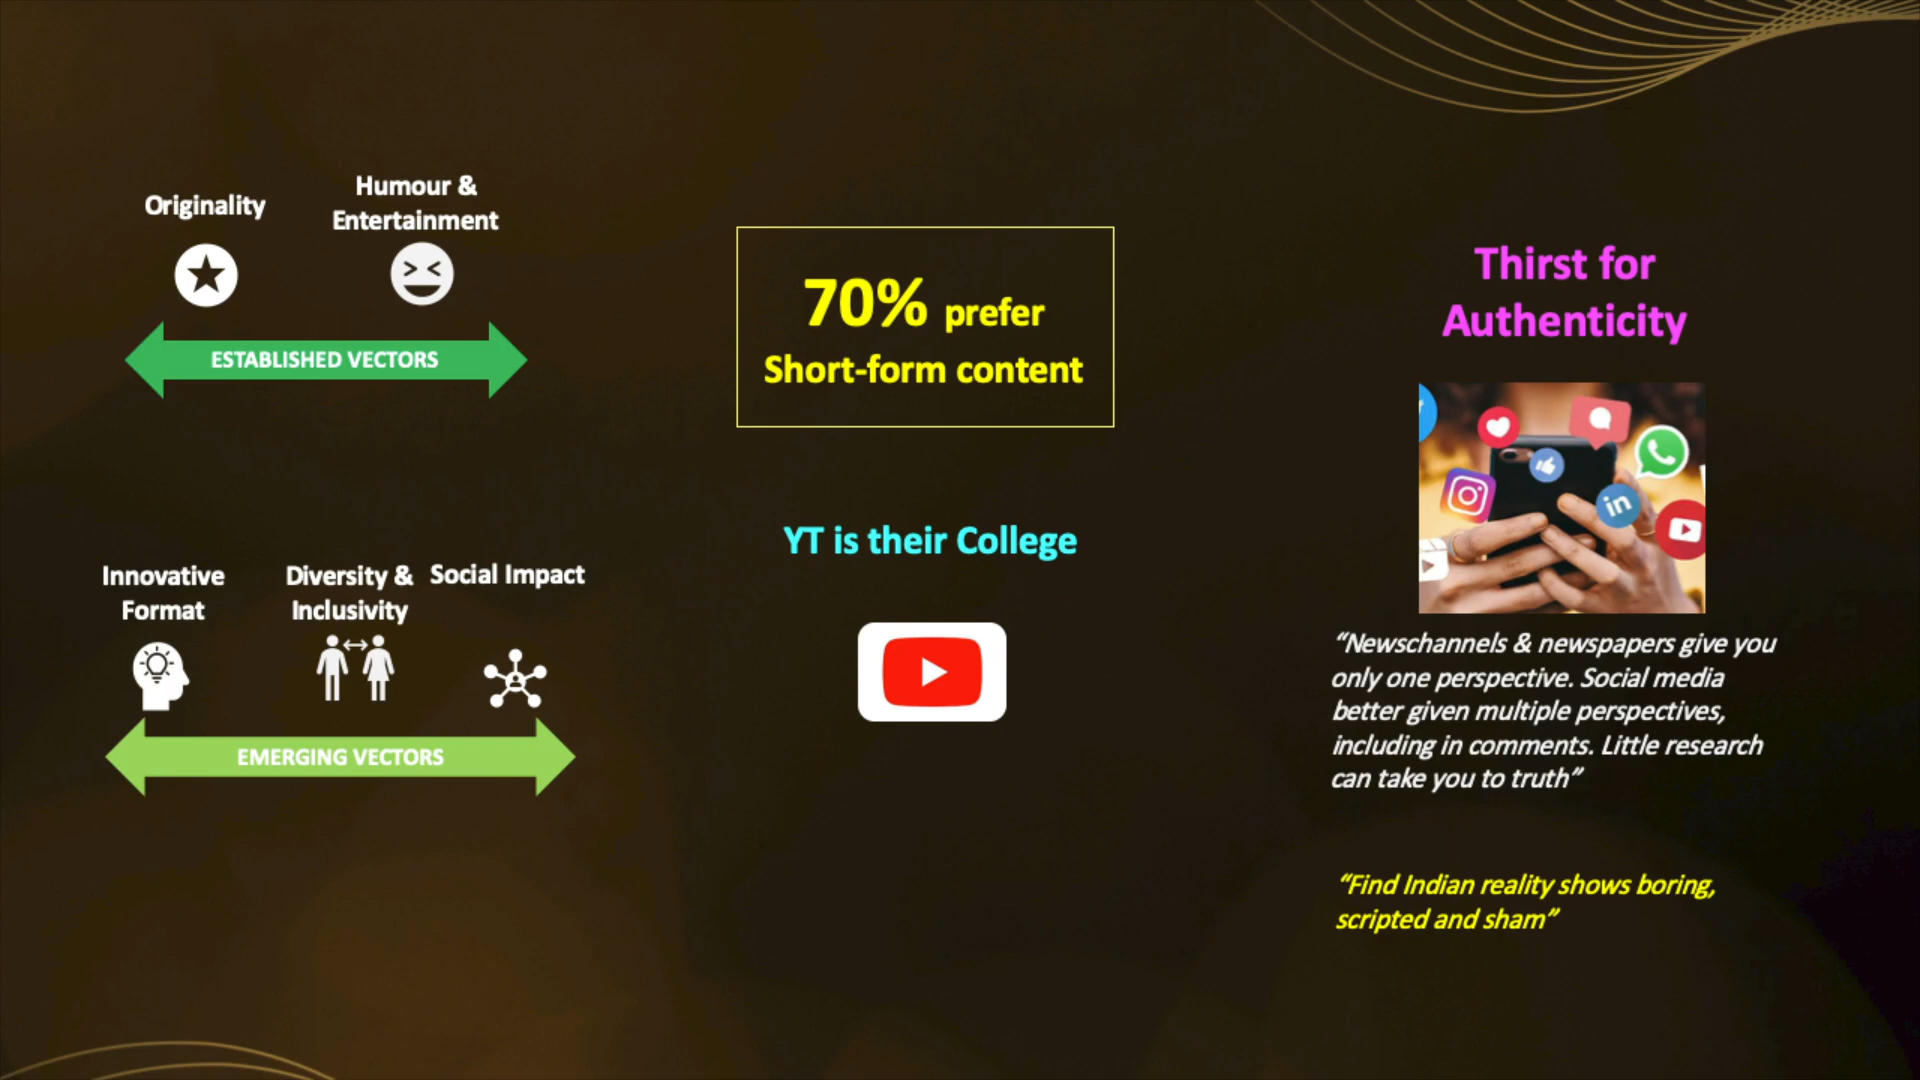 Originality
Humour &
Entertainment
ESTABLISHED VECTORS
Innovative
Format
Diversity &
Inclusivity
Social Impact
EMERGING VECTORS
70% prefer
Short-form content
YT is their College
Thirst for
Authenticity
in
“Newschannels & newspapers give you
only one perspective. Social media
better given multiple perspectives,
including in comments. Little research
can take you to truth”
“Find Indian reality shows boring,
scripted and sham”